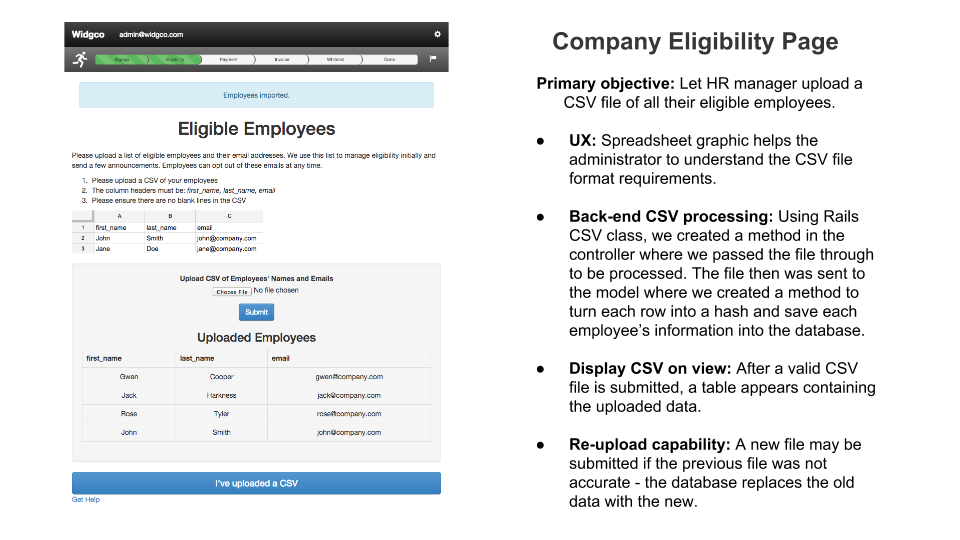 Widgco admin@widgco.com
Signup Eligibility Payment Invoice Whitelist Done
Employees imported.
Eligible Employees
Please upload a list of eligible employees and their email addresses. We use this list to manage eligibility initially and
send a few announcements. Employees can opt out of these emails at any time.
1. Please upload a CSV of your employees
2. The column headers must be: first_name, last_name, email
3. Please ensure there are no blank lines in the CSV
A B C
1 first_name last_name email
2 John Smith john@company.com
3 Jane Doe jane@company.com
Upload CSV of Employees' Names and Emails
Choose File No file chosen
Submit
Uploaded Employees
first_name last_name email
Gwen Cooper gwen@company.com
Jack Harkness jack@company.com
Rose Tyler rose@company.com
John Smith john@company.com
I've uploaded a CSV
Get Help
Company Eligibility Page
Primary objective: Let HR manager upload a
CSV file of all their eligible employees.
● UX: Spreadsheet graphic helps the
administrator to understand the CSV file
format requirements.
● Back-end CSV processing: Using Rails
CSV class, we created a method in the
controller where we passed the file through
to be processed. The file then was sent to
the model where we created a method to
turn each row into a hash and save each
employee's information into the database.
● Display CSV on view: After a valid CSV
file is submitted, a table appears containing
the uploaded data.
● Re-upload capability: A new file may be
submitted if the previous file was not
accurate - the database replaces the old
data with the new.